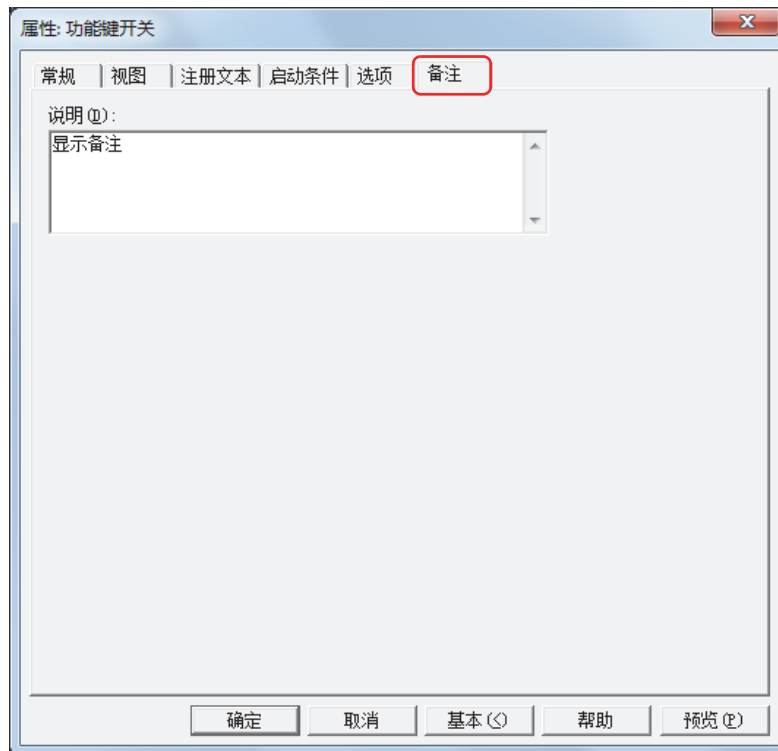 属性: 功能键开关
常规 视图 注册文本 启动条件 选项 备注
说明(D):
显示备注
确定 取消 基本(<) 帮助 预览(P)